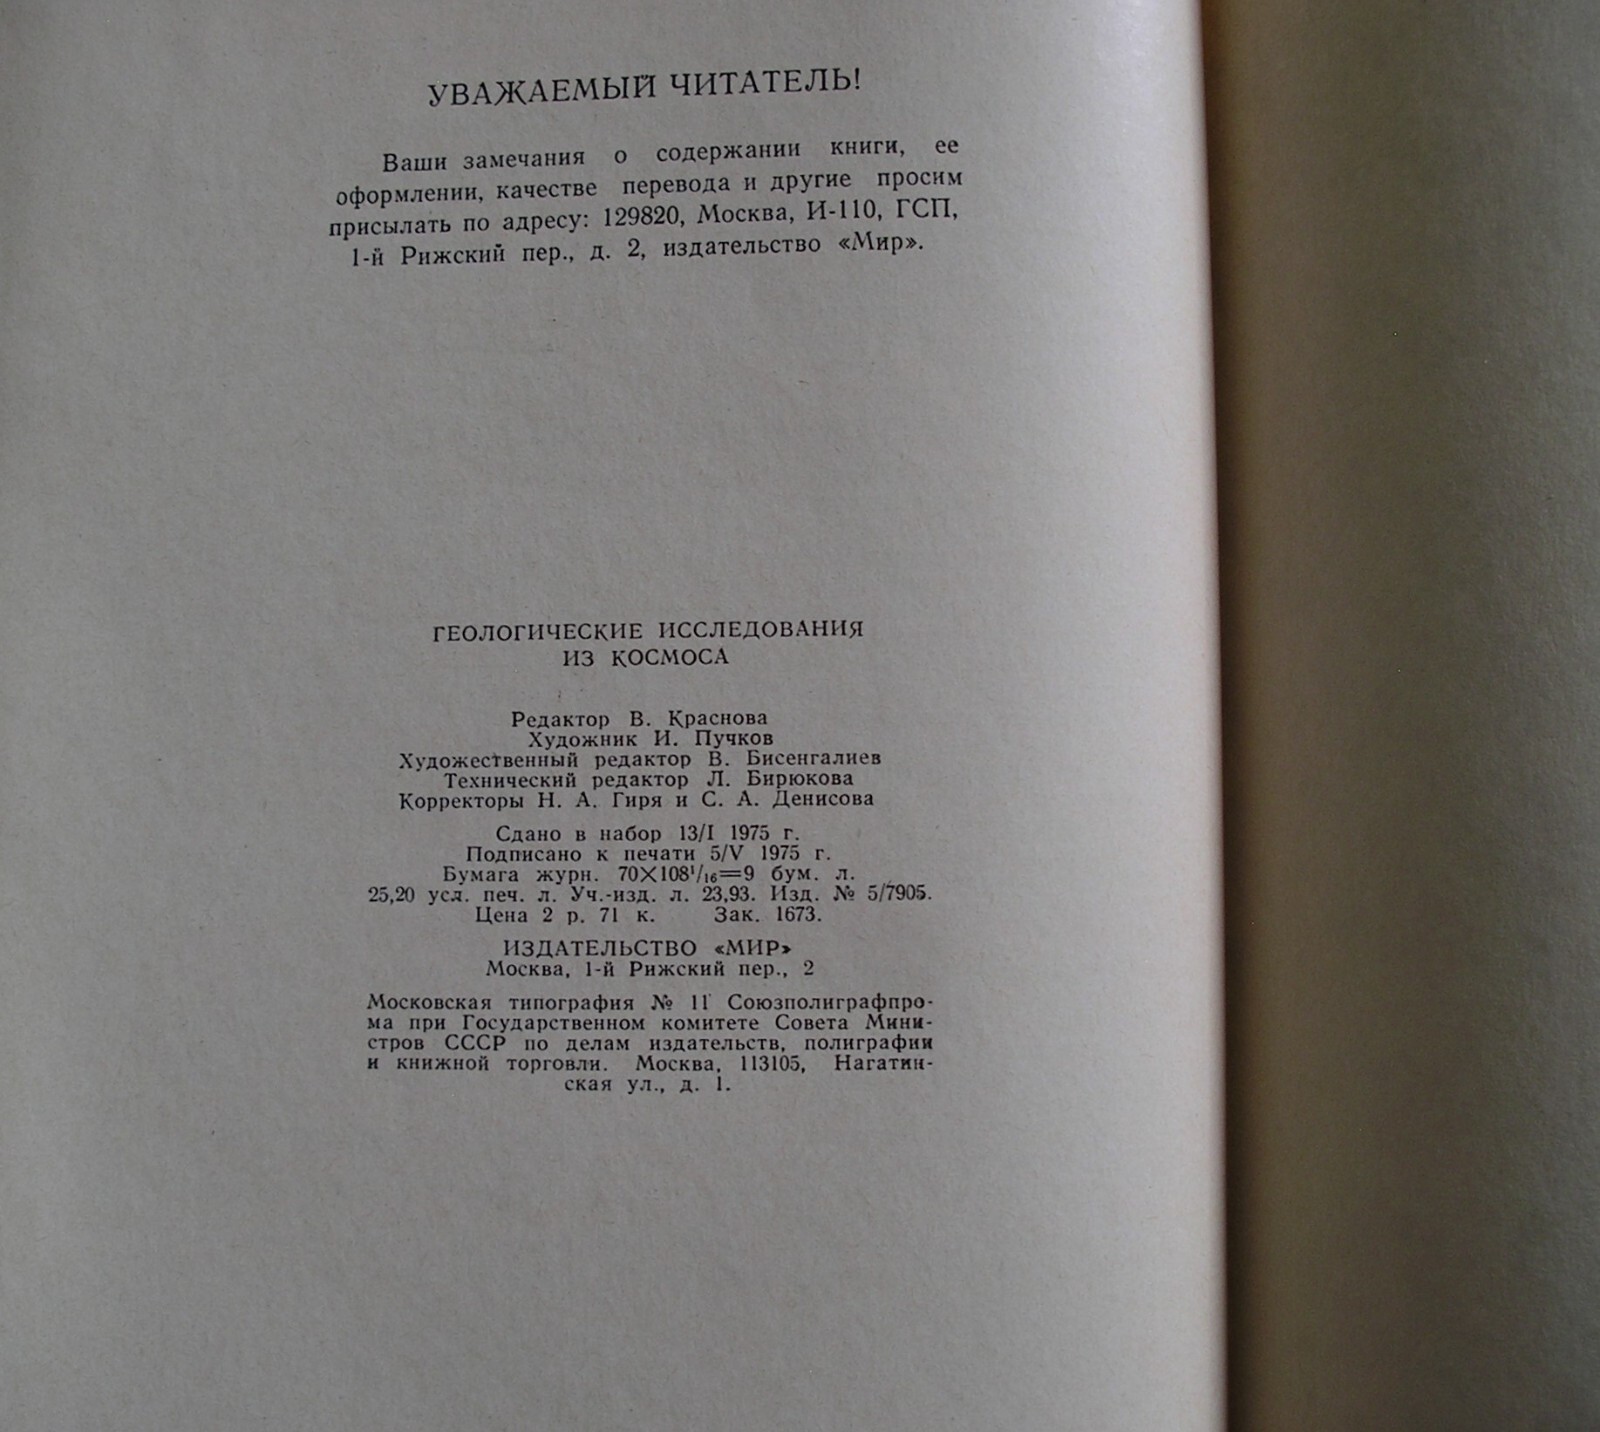 УВАЖАЕМЫЙ ЧИТАТЕЛЬ!
Ваши замечания о содержании книги, ее
оформлении, качестве перевода и другие просим
присылать по адресу: 129820, Москва, И-110, ГСП,
1-й Рижский пер., д. 2, издательство «Мир».
ГЕОЛОГИЧЕСКИЕ ИССЛЕДОВАНИЯ
ИЗ КОСМОСА
Редактор В. Краснова
Художник И. Пучков
Художественный редактор В. Бисенгалиев
Технический редактор Л. Бирюкова
Корректоры Н. А. Гиря и С. А. Денисова
Сдано в набор 13/I 1975 г.
Подписано к печати 5/V 1975 г.
Бумага журн. 70X108¹/₁₆=9 бум. л.
25,20 усл. печ. л. Уч.-изд. л. 23,93. Изд. № 5/7905.
Цена 2 р. 71 к. Зак. 1673.
ИЗДАТЕЛЬСТВО «МИР»
Москва, 1-й Рижский пер., 2
Московская типография № 11 Союзполиграфпро-
ма при Государственном комитете Совета Мини-
стров СССР по делам издательств, полиграфии
и книжной торговли. Москва, 113105, Нагатин-
ская ул., д. 1.